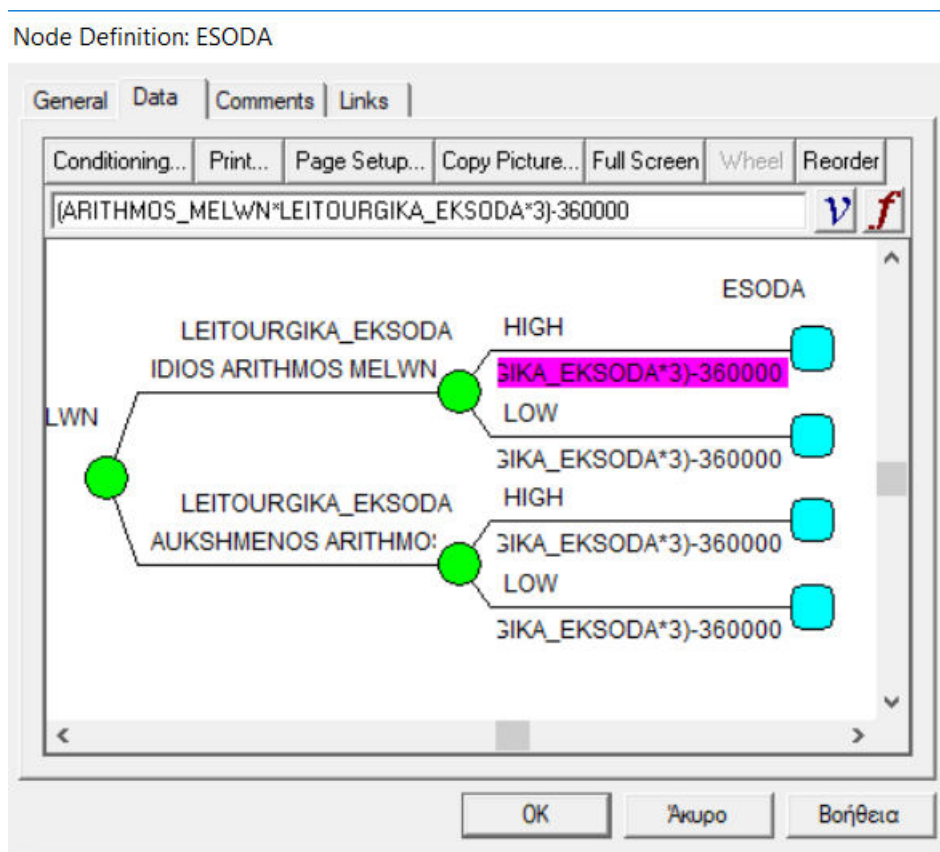 Node Definition: ESODA
General Data Comments Links
Conditioning... Print... Page Setup... Copy Picture... Full Screen Wheel Reorder
(ARITHMOS_MELWN*LEITOURGIKA_EKSODA*3)-360000 v f
ESODA
LEITOURGIKA_EKSODA HIGH
IDIOS ARITHMOS MELWN GIKA_EKSODA*3)-360000
LWN LOW
GIKA_EKSODA*3)-360000
LEITOURGIKA_EKSODA HIGH
AUKSHMENOS ARITHMO GIKA_EKSODA*3)-360000
LOW
GIKA_EKSODA*3)-360000
OK Άκυρο Βοήθεια